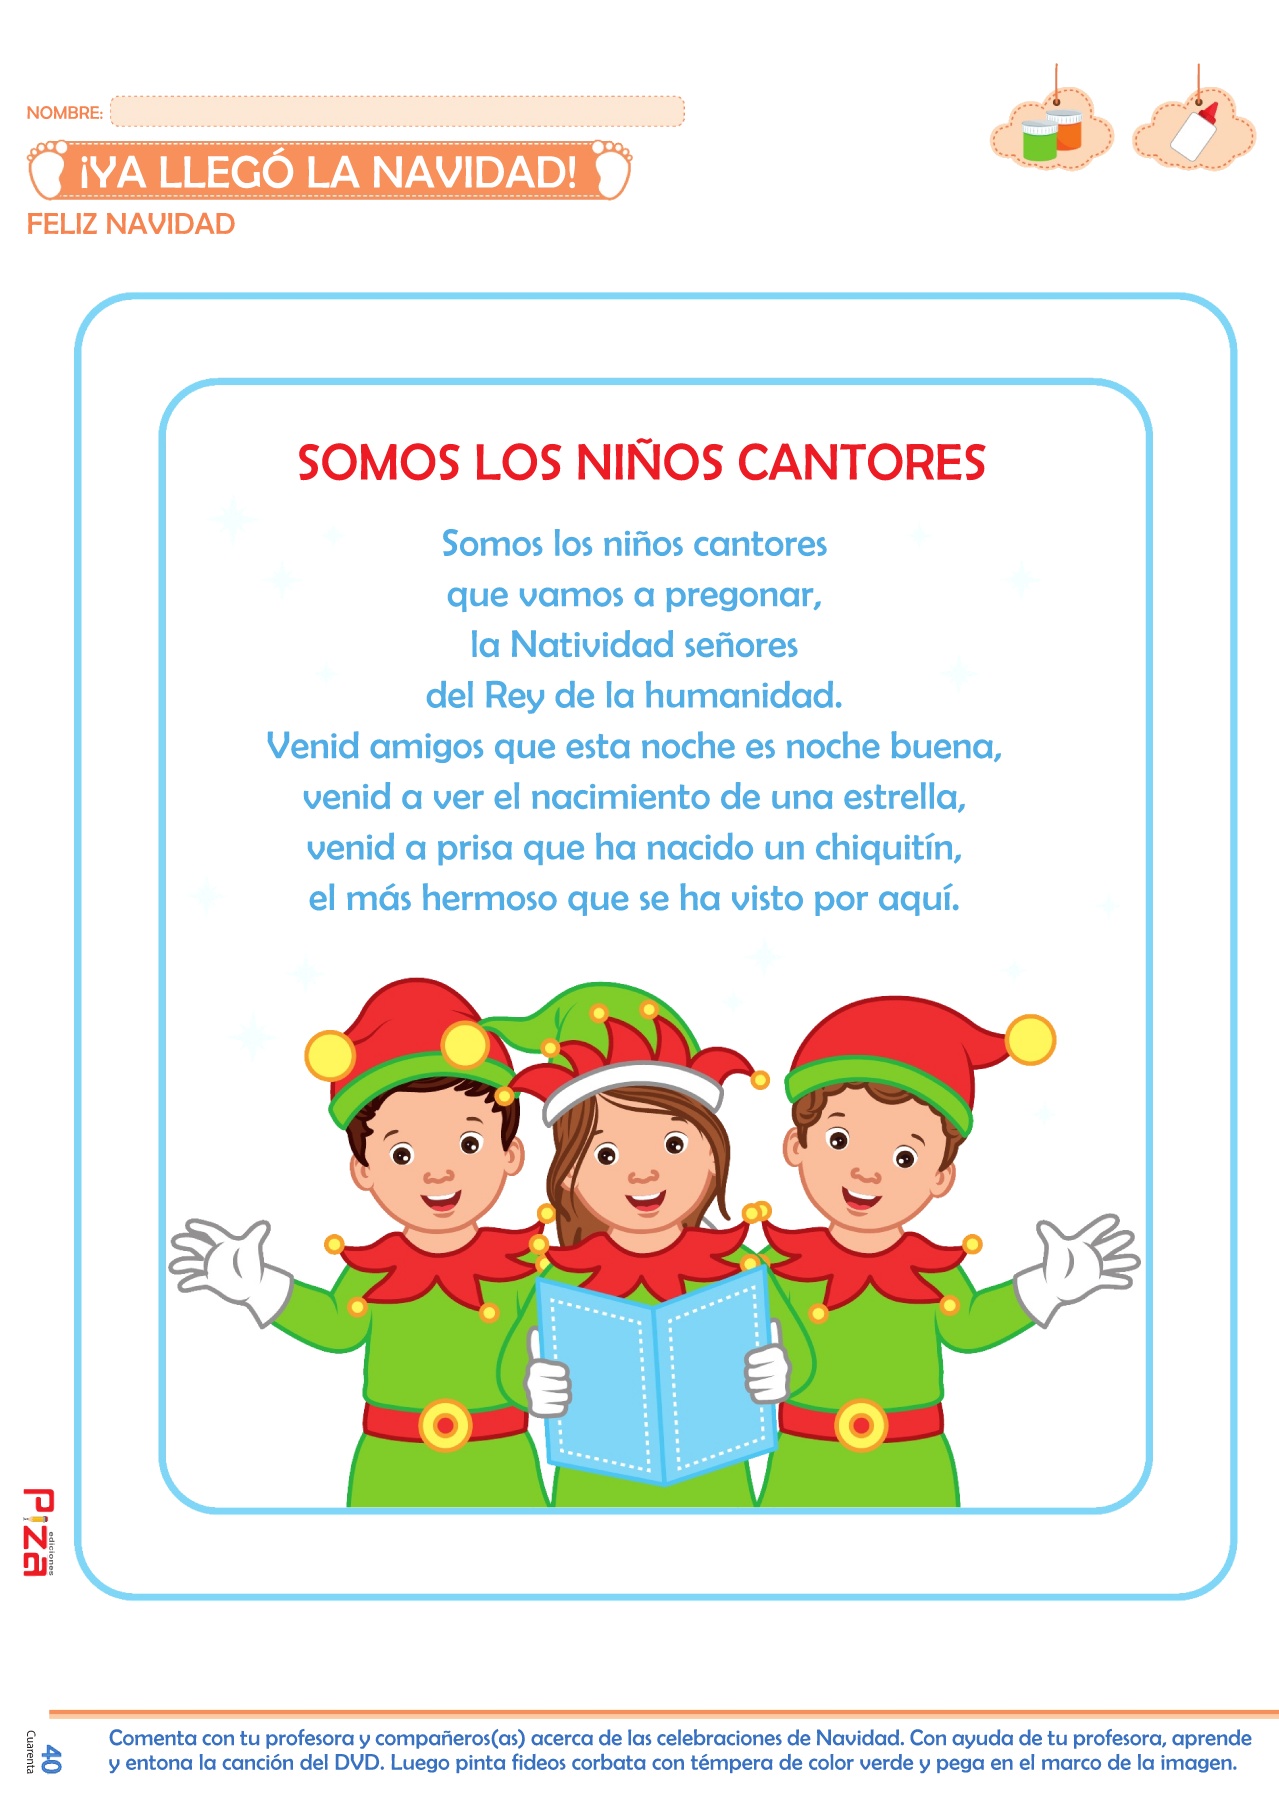 NOMBRE:
¡YA LLEGÓ LA NAVIDAD!
FELIZ NAVIDAD
SOMOS LOS NIÑOS CANTORES
Somos los niños cantores
que vamos a pregonar,
la Natividad señores
del Rey de la humanidad.
Venid amigos que esta noche es noche buena,
venid a ver el nacimiento de una estrella,
venid a prisa que ha nacido un chiquitín,
el más hermoso que se ha visto por aquí.
Piza
ediciones
40
Cuarenta
Comenta con tu profesora y compañeros(as) acerca de las celebraciones de Navidad. Con ayuda de tu profesora, aprende
y entona la canción del DVD. Luego pinta fideos corbata con témpera de color verde y pega en el marco de la imagen.